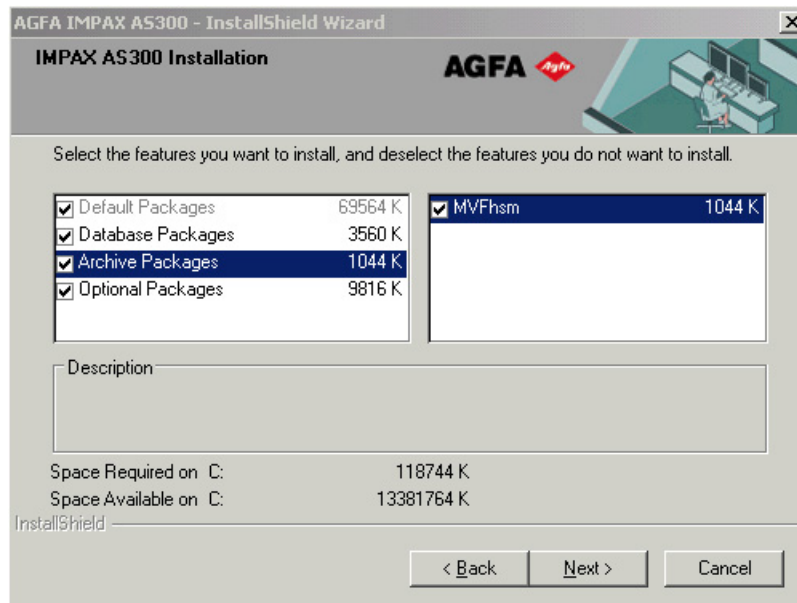 AGFA IMPAX AS300 - InstallShield Wizard
IMPAX AS300 Installation
AGFA
Agfa
Select the features you want to install, and deselect the features you do not want to install.
Default Packages 69564 K
Database Packages 3560 K
Archive Packages 1044 K
Optional Packages 9816 K
MVFhsm 1044 K
Description
Space Required on C: 118744 K
Space Available on C: 13381764 K
InstallShield
< Back
Next >
Cancel